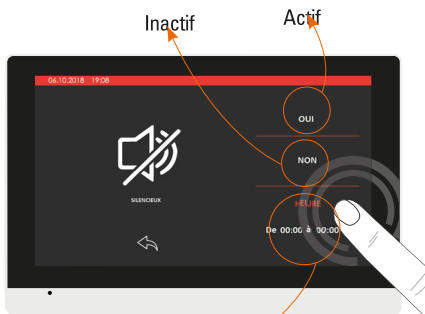 Inactif
Actif
06.10.2018 19:08
OUI
NON
SILENCIEUX
HEURE
De 00:00 à 00:00